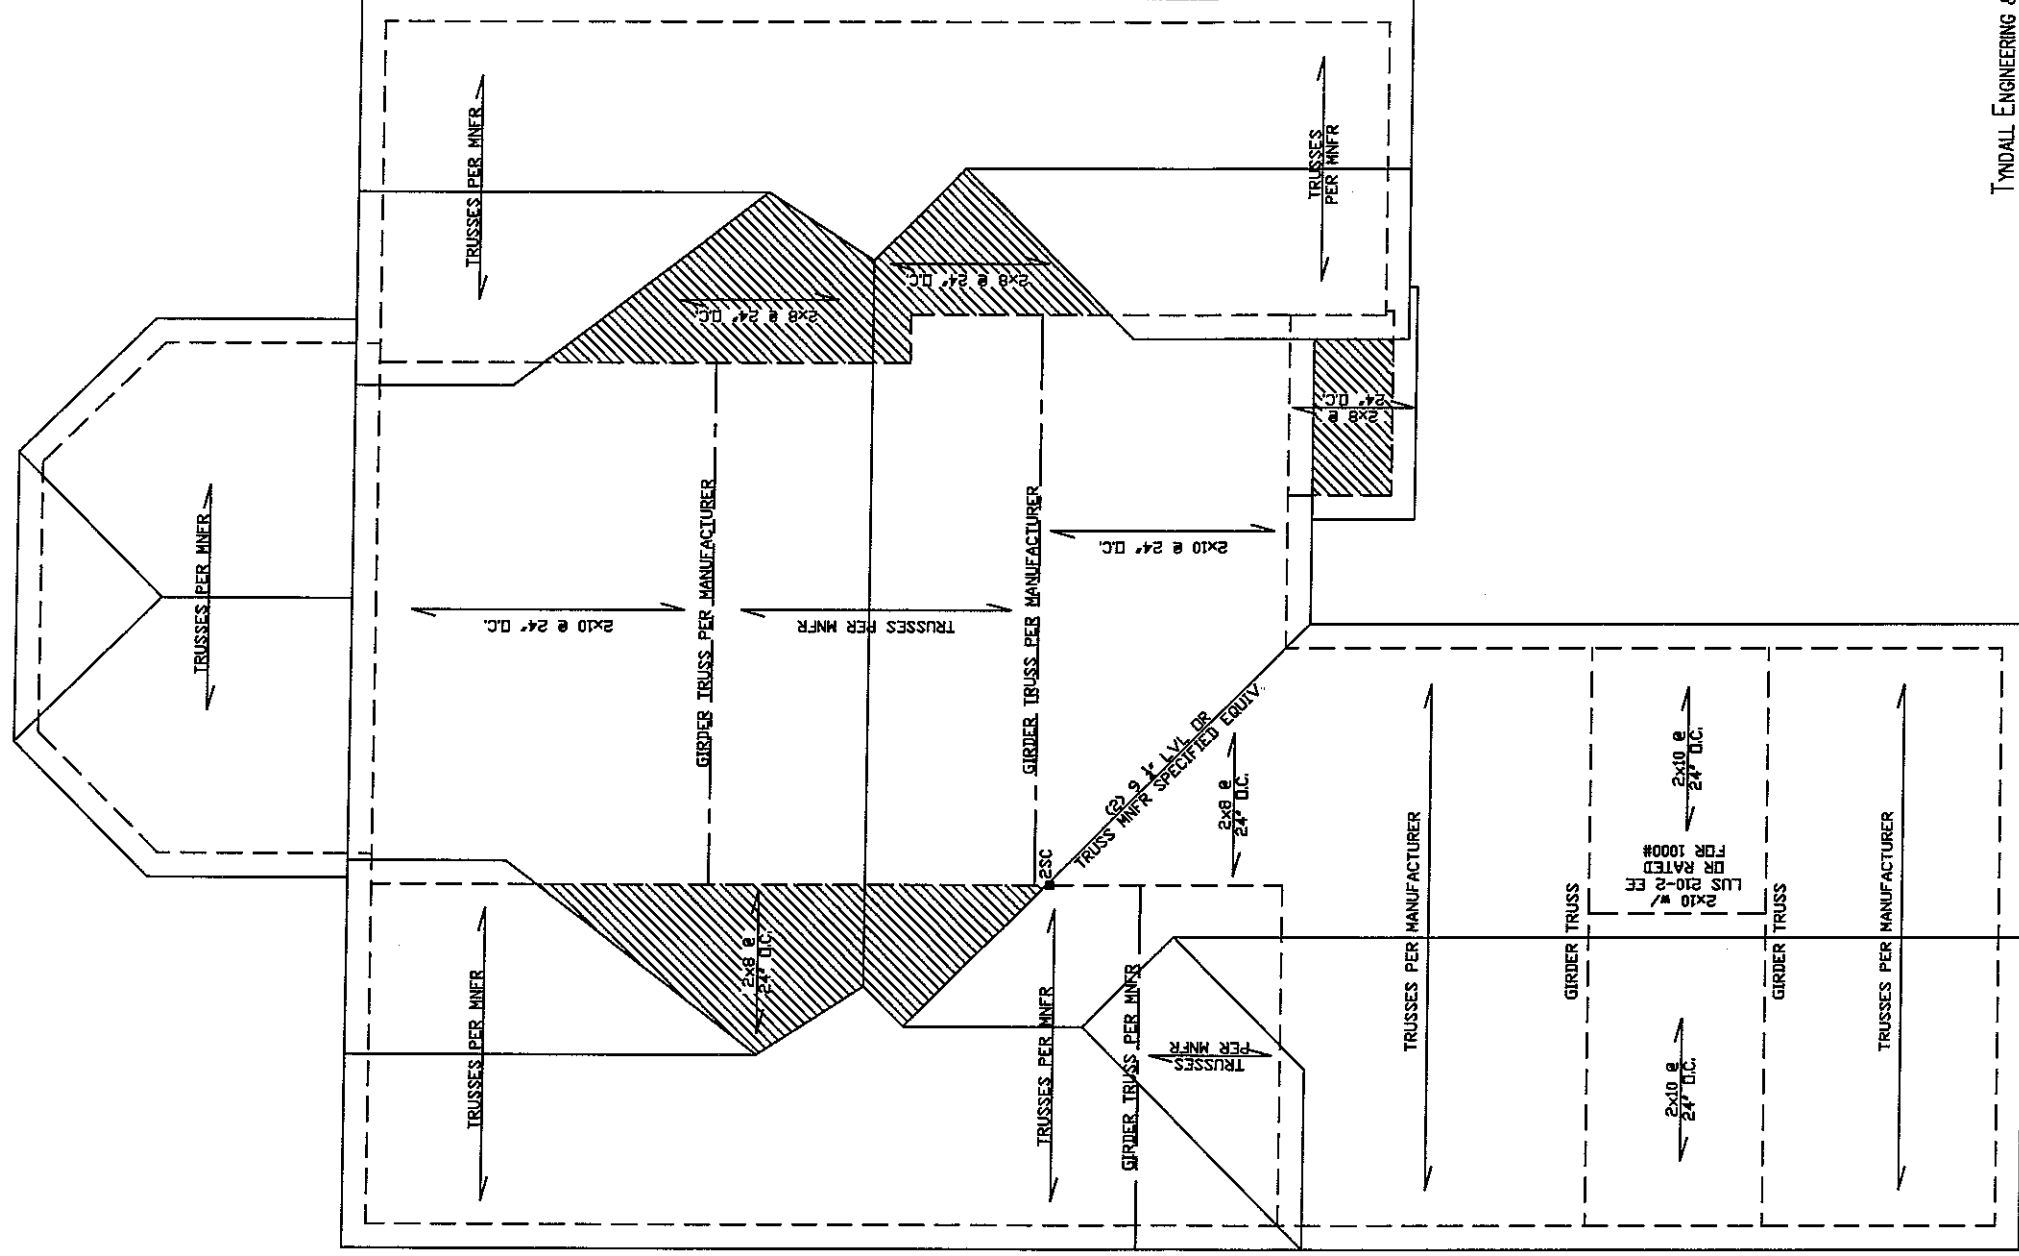 TYNDALL ENGINEERING &
TRUSSES PER MNFR
TRUSSES PER MNFR
TRUSSES
PER MNFR
2x8 @ 24" O.C.
2x8 @ 24" O.C.
2x8 @
24" O.C.
2x10 @ 24" O.C.
GIRDER TRUSS PER MANUFACTURER
TRUSSES PER MNFR
GIRDER TRUSS PER MANUFACTURER
2x10 @ 24" O.C.
2SC
(2) 9 ¼" LVL OR
TRUSS MNFR SPECIFIED EQUIV.
2x8 @
24" O.C.
2x8 @
24" O.C.
TRUSSES PER MNFR
TRUSSES PER MNFR
GIRDER TRUSS PER MNFR
TRUSSES
PER MNFR
TRUSSES PER MANUFACTURER
GIRDER TRUSS
2x10 @
24" O.C.
2x10 W/
LUS 210-2 EE
OR RATED
FOR 1000#
2x10 @
24" O.C.
GIRDER TRUSS
TRUSSES PER MANUFACTURER